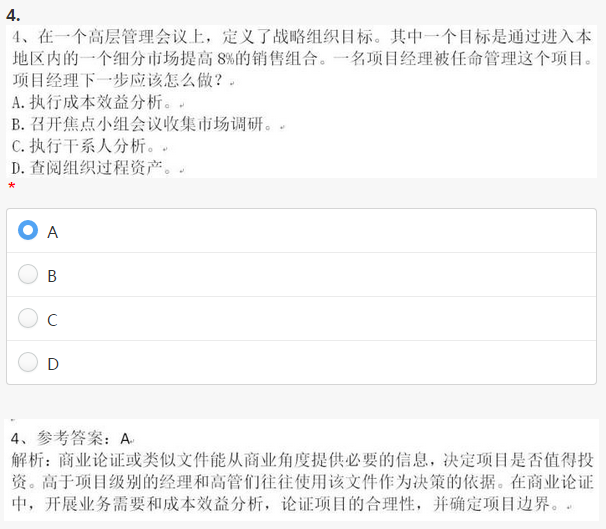 4.
4、在一个高层管理会议上，定义了战略组织目标。其中一个目标是通过进入本
地区内的一个细分市场提高 8%的销售组合。一名项目经理被任命管理这个项目。
项目经理下一步应该怎么做？
A.执行成本效益分析。
B.召开焦点小组会议收集市场调研。
C.执行干系人分析。
D.查阅组织过程资产。
*
A
B
C
D
4、参考答案：A
解析：商业论证或类似文件能从商业角度提供必要的信息，决定项目是否值得投
资。高于项目级别的经理和高管们往往使用该文件作为决策的依据。在商业论证
中，开展业务需要和成本效益分析，论证项目的合理性，并确定项目边界。